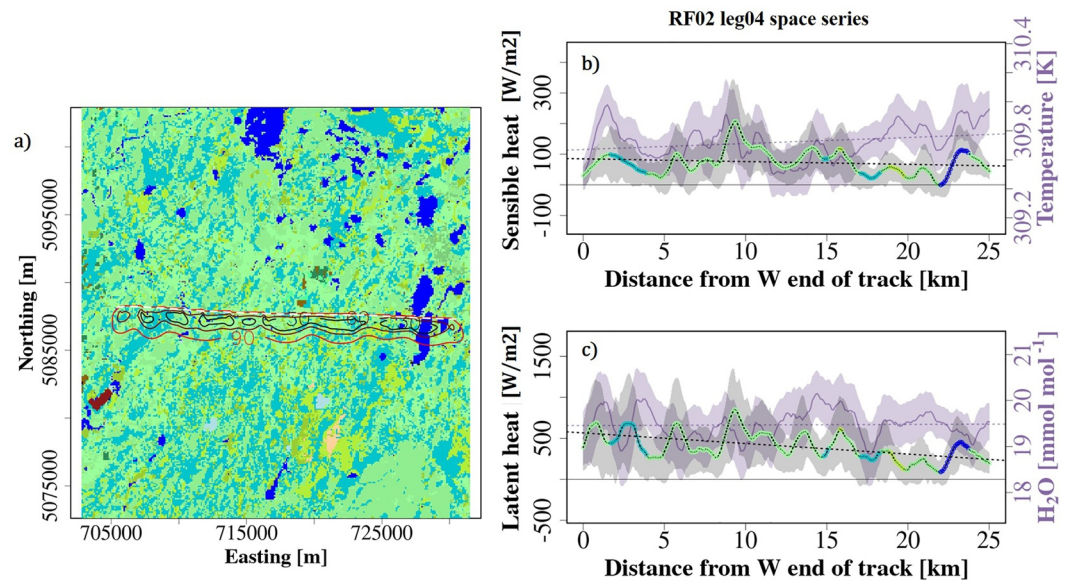 RF02 leg04 space series
a)
Northing [m]
5095000
5085000
5075000
90
705000
715000
725000
Easting [m]
b)
Sensible heat [W/m2]
300
100
-100
310.4
309.8
309.2
Temperature [K]
0 5 10 15 20 25
Distance from W end of track [km]
c)
Latent heat [W/m2]
1500
500
-500
21
20
19
18
H₂O [mmol mol⁻¹]
0 5 10 15 20 25
Distance from W end of track [km]